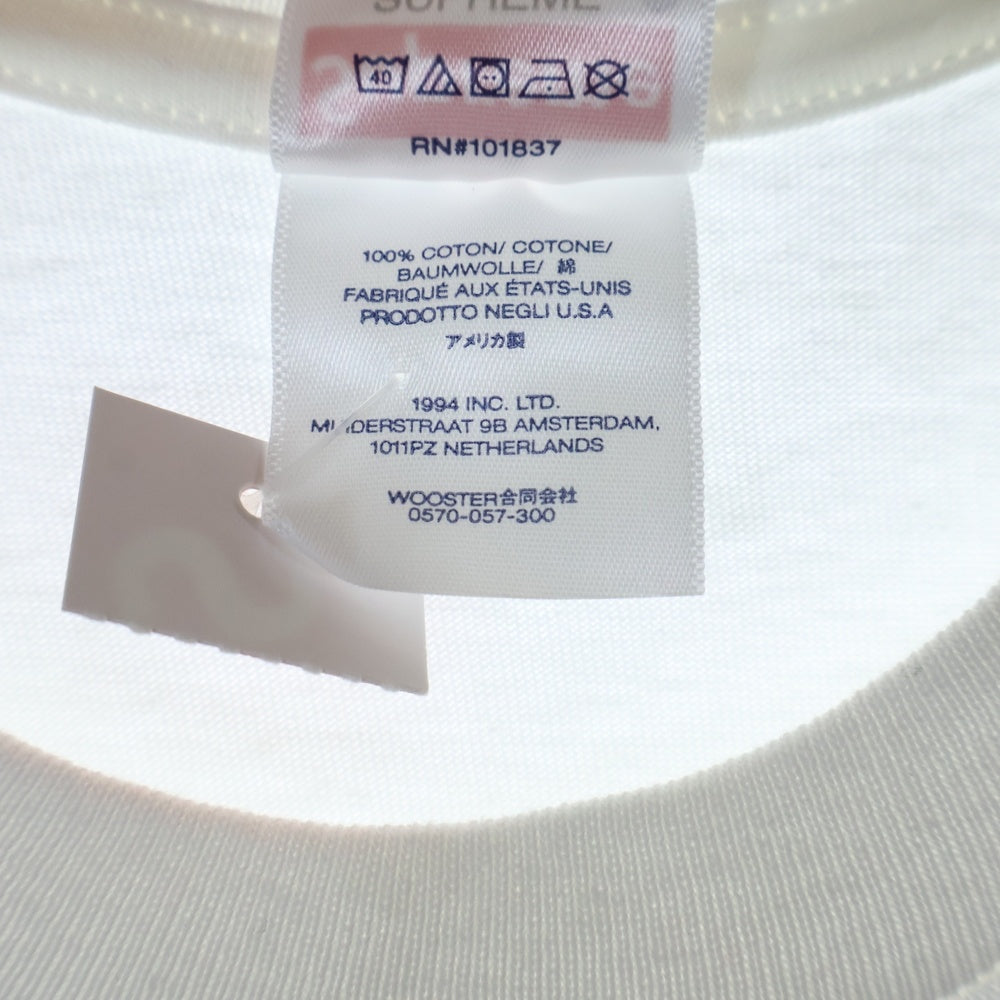 SUPREME
40
RN#101837
100% COTON/ COTONE/
BAUMWOLLE/ 綿
FABRIQUÉ AUX ÉTATS-UNIS
PRODOTTO NEGLI U.S.A
アメリカ製
1994 INC. LTD.
9B AMSTERDAM,
1011PZ NETHERLANDS
WOOSTER合同会社
0570-057-300